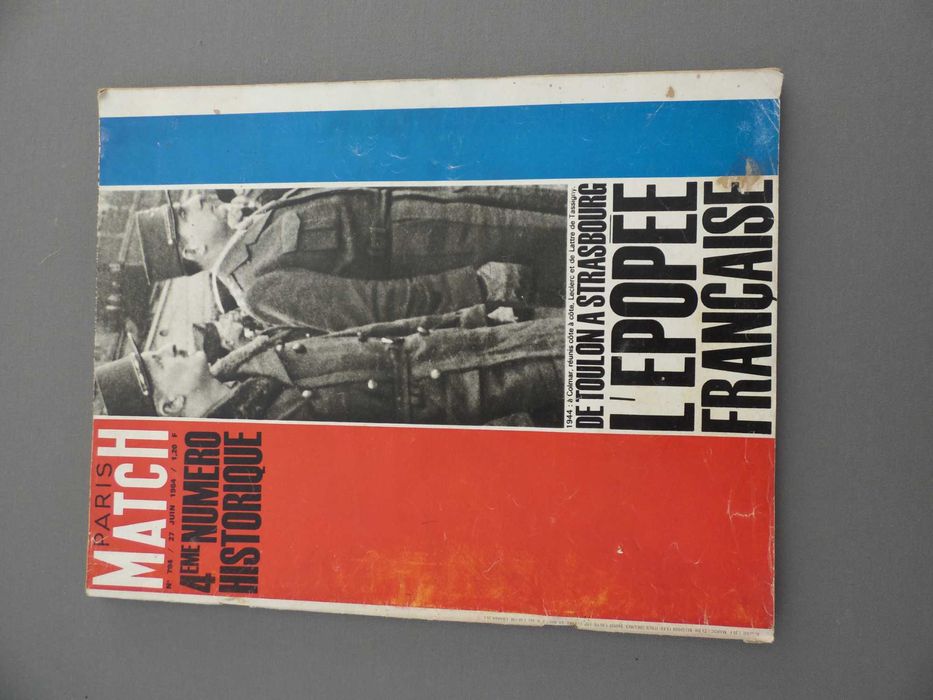 PARIS
MATCH
N° 794 / 27 JUIN 1964 / 1,20 F
4EME NUMERO
HISTORIQUE
1944 : à Colmar, réunis côte à côte, Leclerc et de Lattre de Tassigny.
DE TOULON A STRASBOURG
L'EPOPEE
FRANÇAISE